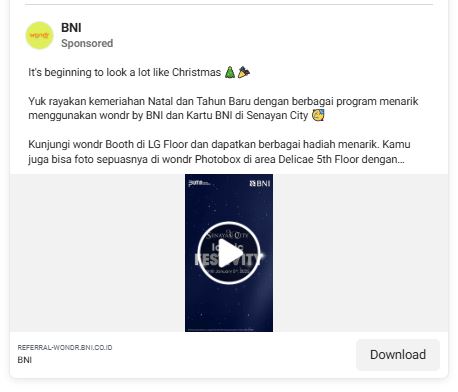 BNI
Sponsored
wondr
It's beginning to look a lot like Christmas 🎄🎉
Yuk rayakan kemeriahan Natal dan Tahun Baru dengan berbagai program menarik
menggunakan wondr by BNI dan Kartu BNI di Senayan City 🥳
Kunjungi wondr Booth di LG Floor dan dapatkan berbagai hadiah menarik. Kamu
juga bisa foto sepuasnya di wondr Photobox di area Delicae 5th Floor dengan...
BNI
SENAYAN CITY
REFERRAL-WONDR.BNI.CO.ID
BNI
Download